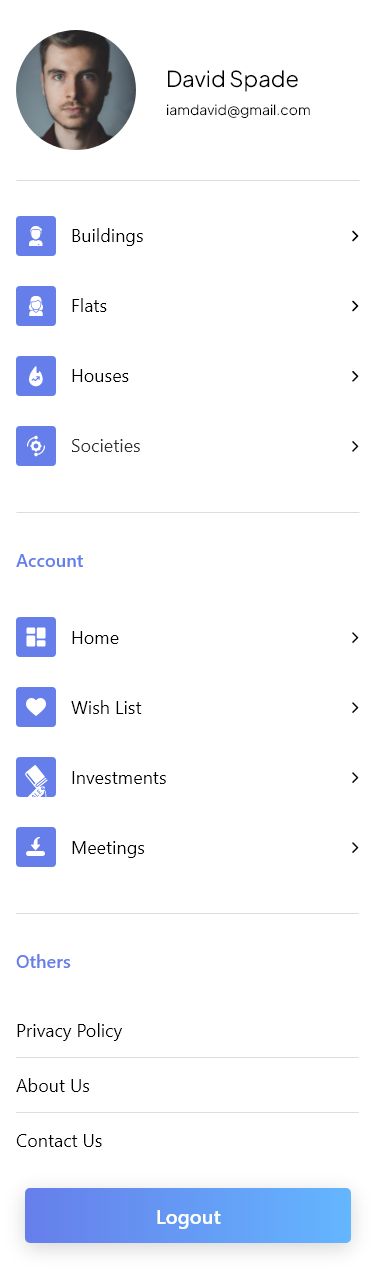 David Spade
iamdavid@gmail.com
Buildings
Flats
Houses
Societies
Account
Home
Wish List
Investments
Meetings
Others
Privacy Policy
About Us
Contact Us
Logout